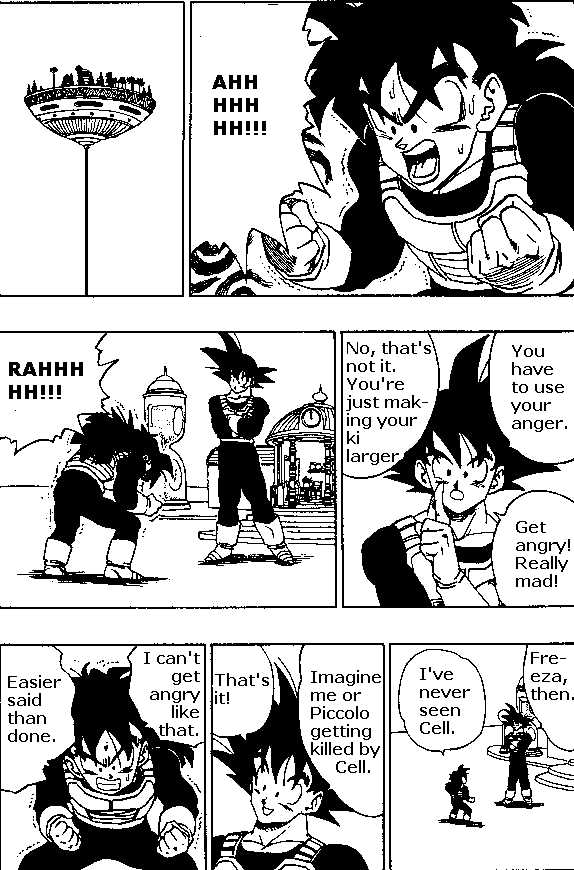 AHH
HHH
HH!!!
RAHHH
HH!!!
No, that's
not it.
You're
just mak-
ing your
ki
larger.
You
have
to use
your
anger.
Get
angry!
Really
mad!
Easier
said
than
done.
I can't
get
angry
like
that.
That's
it!
Imagine
me or
Piccolo
getting
killed by
Cell.
I've
never
seen
Cell.
Fre-
eza,
then.